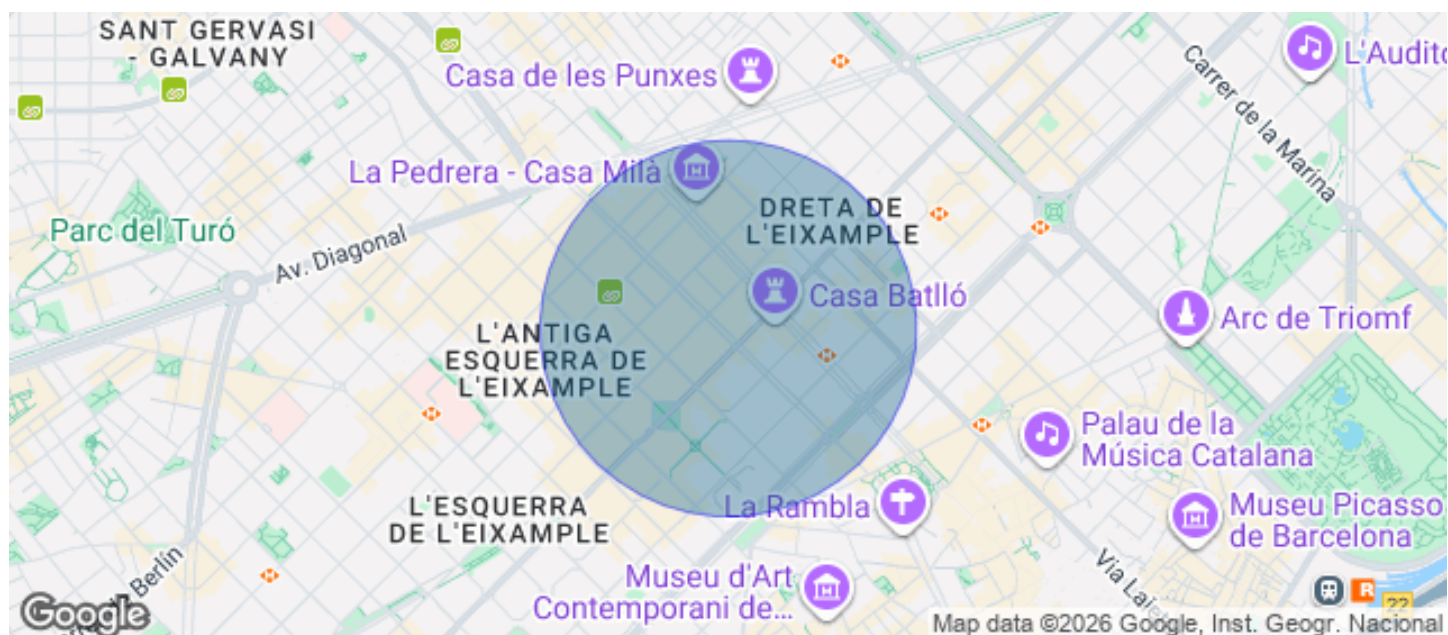 SANT GERVASI
- GALVANY
Casa de les Punxes
L'Audito
Carrer de la Marina
La Pedrera - Casa Milà
DRETA DE
L'EIXAMPLE
Parc del Turó
Av. Diagonal
Casa Batlló
Arc de Triomf
L'ANTIGA
ESQUERRA DE
L'EIXAMPLE
Palau de la
Música Catalana
L'ESQUERRA
DE L'EIXAMPLE
La Rambla
Museu Picasso
de Barcelona
Berlín
Museu d'Art
Contemporani de...
Via Laie
R
22
Google
Map data ©2026 Google, Inst. Geogr. Nacional